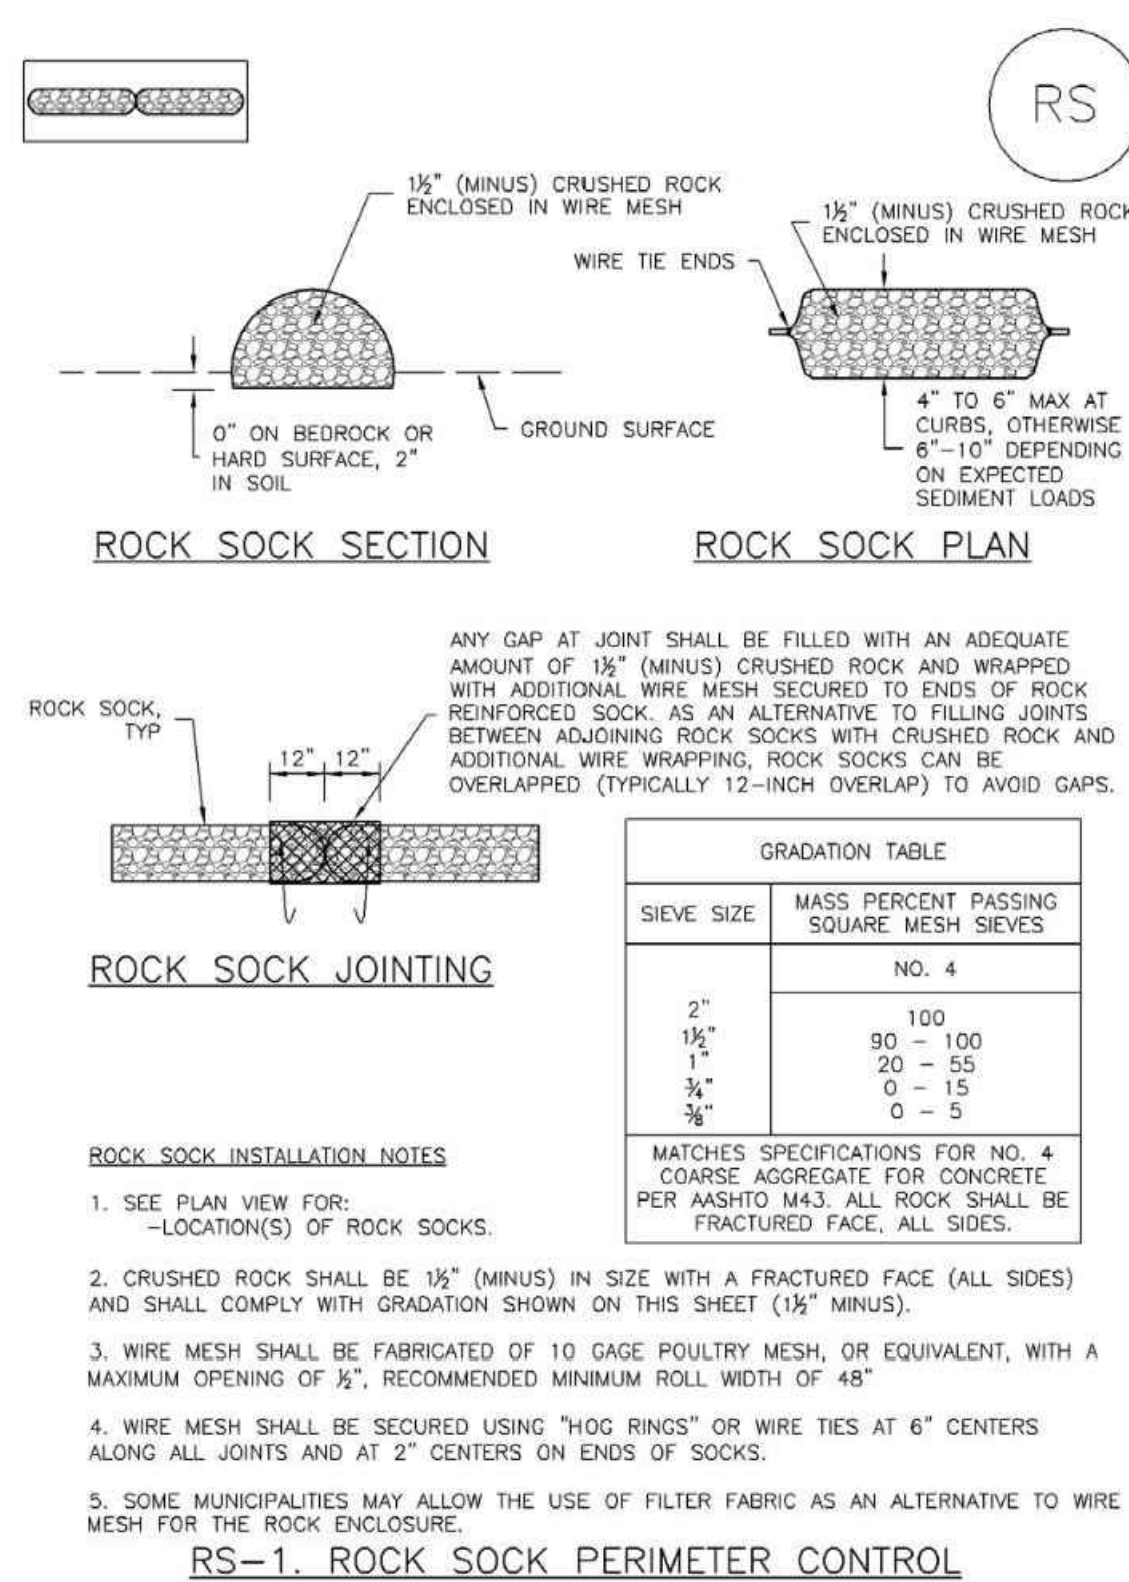 RS
1½" (MINUS) CRUSHED ROCK
ENCLOSED IN WIRE MESH
1½" (MINUS) CRUSHED ROCK
ENCLOSED IN WIRE MESH
WIRE TIE ENDS
0" ON BEDROCK OR
HARD SURFACE, 2"
IN SOIL
GROUND SURFACE
4" TO 6" MAX AT
CURBS, OTHERWISE
6"-10" DEPENDING
ON EXPECTED
SEDIMENT LOADS
ROCK SOCK SECTION
ROCK SOCK PLAN
ANY GAP AT JOINT SHALL BE FILLED WITH AN ADEQUATE
AMOUNT OF 1½" (MINUS) CRUSHED ROCK AND WRAPPED
WITH ADDITIONAL WIRE MESH SECURED TO ENDS OF ROCK
REINFORCED SOCK. AS AN ALTERNATIVE TO FILLING JOINTS
BETWEEN ADJOINING ROCK SOCKS WITH CRUSHED ROCK AND
ADDITIONAL WIRE WRAPPING, ROCK SOCKS CAN BE
OVERLAPPED (TYPICALLY 12-INCH OVERLAP) TO AVOID GAPS.
ROCK SOCK,
TYP
12" 12"
ROCK SOCK JOINTING
GRADATION TABLE
SIEVE SIZE
MASS PERCENT PASSING
SQUARE MESH SIEVES
NO. 4
2" 100
1½" 90 - 100
1" 20 - 55
¾" 0 - 15
⅜" 0 - 5
MATCHES SPECIFICATIONS FOR NO. 4
COARSE AGGREGATE FOR CONCRETE
PER AASHTO M43. ALL ROCK SHALL BE
FRACTURED FACE, ALL SIDES.
ROCK SOCK INSTALLATION NOTES
1. SEE PLAN VIEW FOR:
-LOCATION(S) OF ROCK SOCKS.
2. CRUSHED ROCK SHALL BE 1½" (MINUS) IN SIZE WITH A FRACTURED FACE (ALL SIDES)
AND SHALL COMPLY WITH GRADATION SHOWN ON THIS SHEET (1½" MINUS).
3. WIRE MESH SHALL BE FABRICATED OF 10 GAGE POULTRY MESH, OR EQUIVALENT, WITH A
MAXIMUM OPENING OF ½", RECOMMENDED MINIMUM ROLL WIDTH OF 48"
4. WIRE MESH SHALL BE SECURED USING "HOG RINGS" OR WIRE TIES AT 6" CENTERS
ALONG ALL JOINTS AND AT 2" CENTERS ON ENDS OF SOCKS.
5. SOME MUNICIPALITIES MAY ALLOW THE USE OF FILTER FABRIC AS AN ALTERNATIVE TO WIRE
MESH FOR THE ROCK ENCLOSURE.
RS-1. ROCK SOCK PERIMETER CONTROL